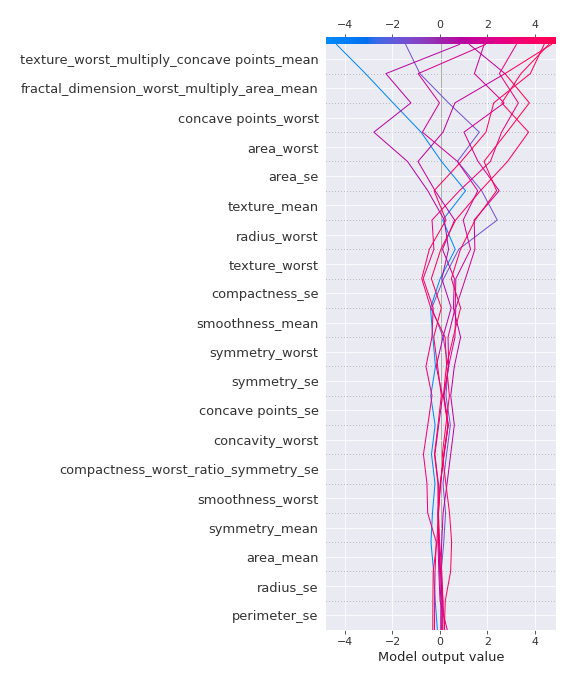 −4 −2 0 2 4
texture_worst_multiply_concave points_mean
fractal_dimension_worst_multiply_area_mean
concave points_worst
area_worst
area_se
texture_mean
radius_worst
texture_worst
compactness_se
smoothness_mean
symmetry_worst
symmetry_se
concave points_se
concavity_worst
compactness_worst_ratio_symmetry_se
smoothness_worst
symmetry_mean
area_mean
radius_se
perimeter_se
−4 −2 0 2 4
Model output value